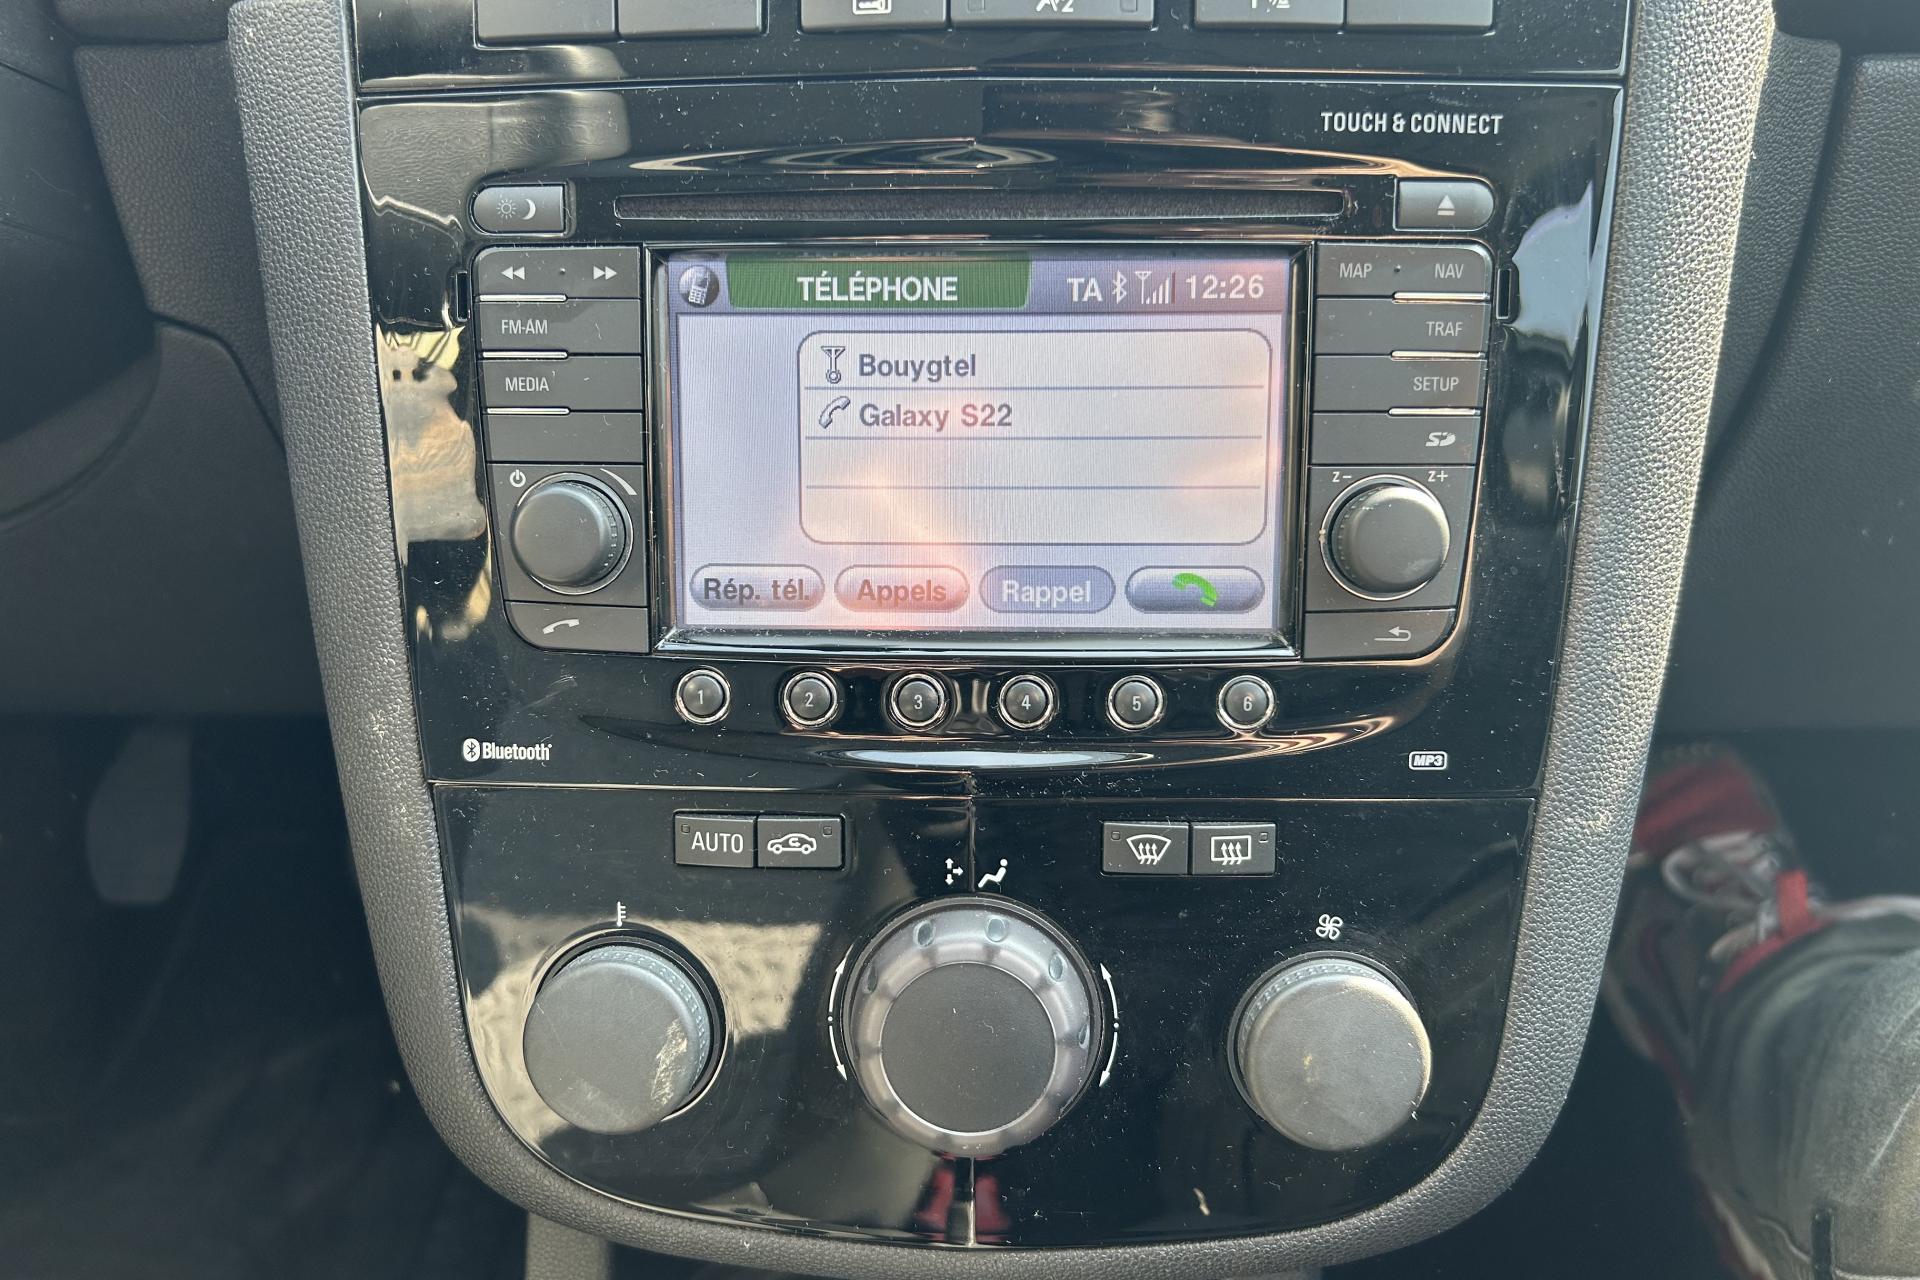 TOUCH & CONNECT
MAP NAV
TÉLÉPHONE TA 12:26
FM-AM
TRAF
Bouygtel
MEDIA
SETUP
Galaxy S22
z- z+
Rép. tél. Appels Rappel
1 2 3 4 5 6
Bluetooth
MP3
AUTO